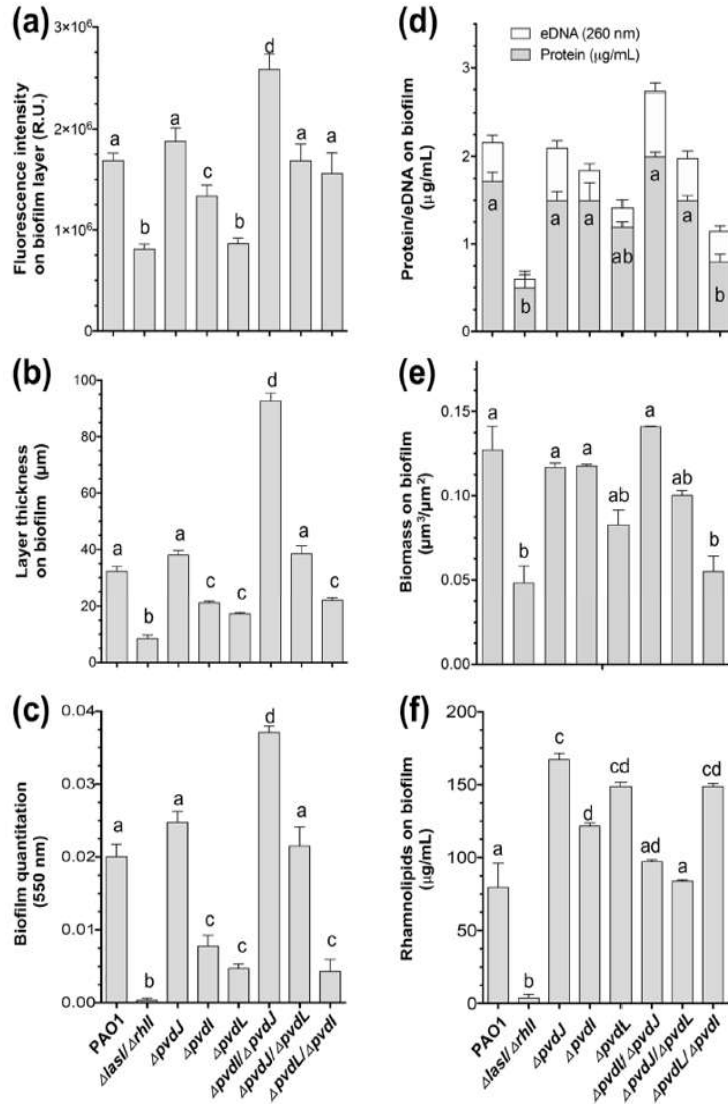 (a)
Fluorescence intensity
on biofilm layer (R.U.)
3×10⁶
2×10⁶
1×10⁶
0
a
b
a
c
b
d
a
a
(b)
Layer thickness
on biofilm (µm)
100
80
60
40
20
0
a
b
a
c
c
d
a
c
(c)
Biofilm quantitation
(550 nm)
0.04
0.03
0.02
0.01
0.00
a
b
a
c
c
d
a
c
PAO1
ΔlasI/ΔrhlI
ΔpvdJ
ΔpvdI
ΔpvdL
ΔpvdI/ΔpvdJ
ΔpvdJ/ΔpvdL
ΔpvdL/ΔpvdI
(d)
eDNA (260 nm)
Protein (µg/mL)
Protein/eDNA on biofilm
(µg/mL)
3
2
1
0
a
b
a
a
ab
a
a
b
(e)
Biomass on biofilm
(µm³/µm²)
0.15
0.10
0.05
0.00
a
b
a
a
ab
a
ab
b
(f)
Rhamnolipids on biofilm
(µg/mL)
200
150
100
50
0
a
b
c
d
cd
ad
a
cd
PAO1
ΔlasI/ΔrhlI
ΔpvdJ
ΔpvdI
ΔpvdL
ΔpvdI/ΔpvdJ
ΔpvdJ/ΔpvdL
ΔpvdL/ΔpvdI